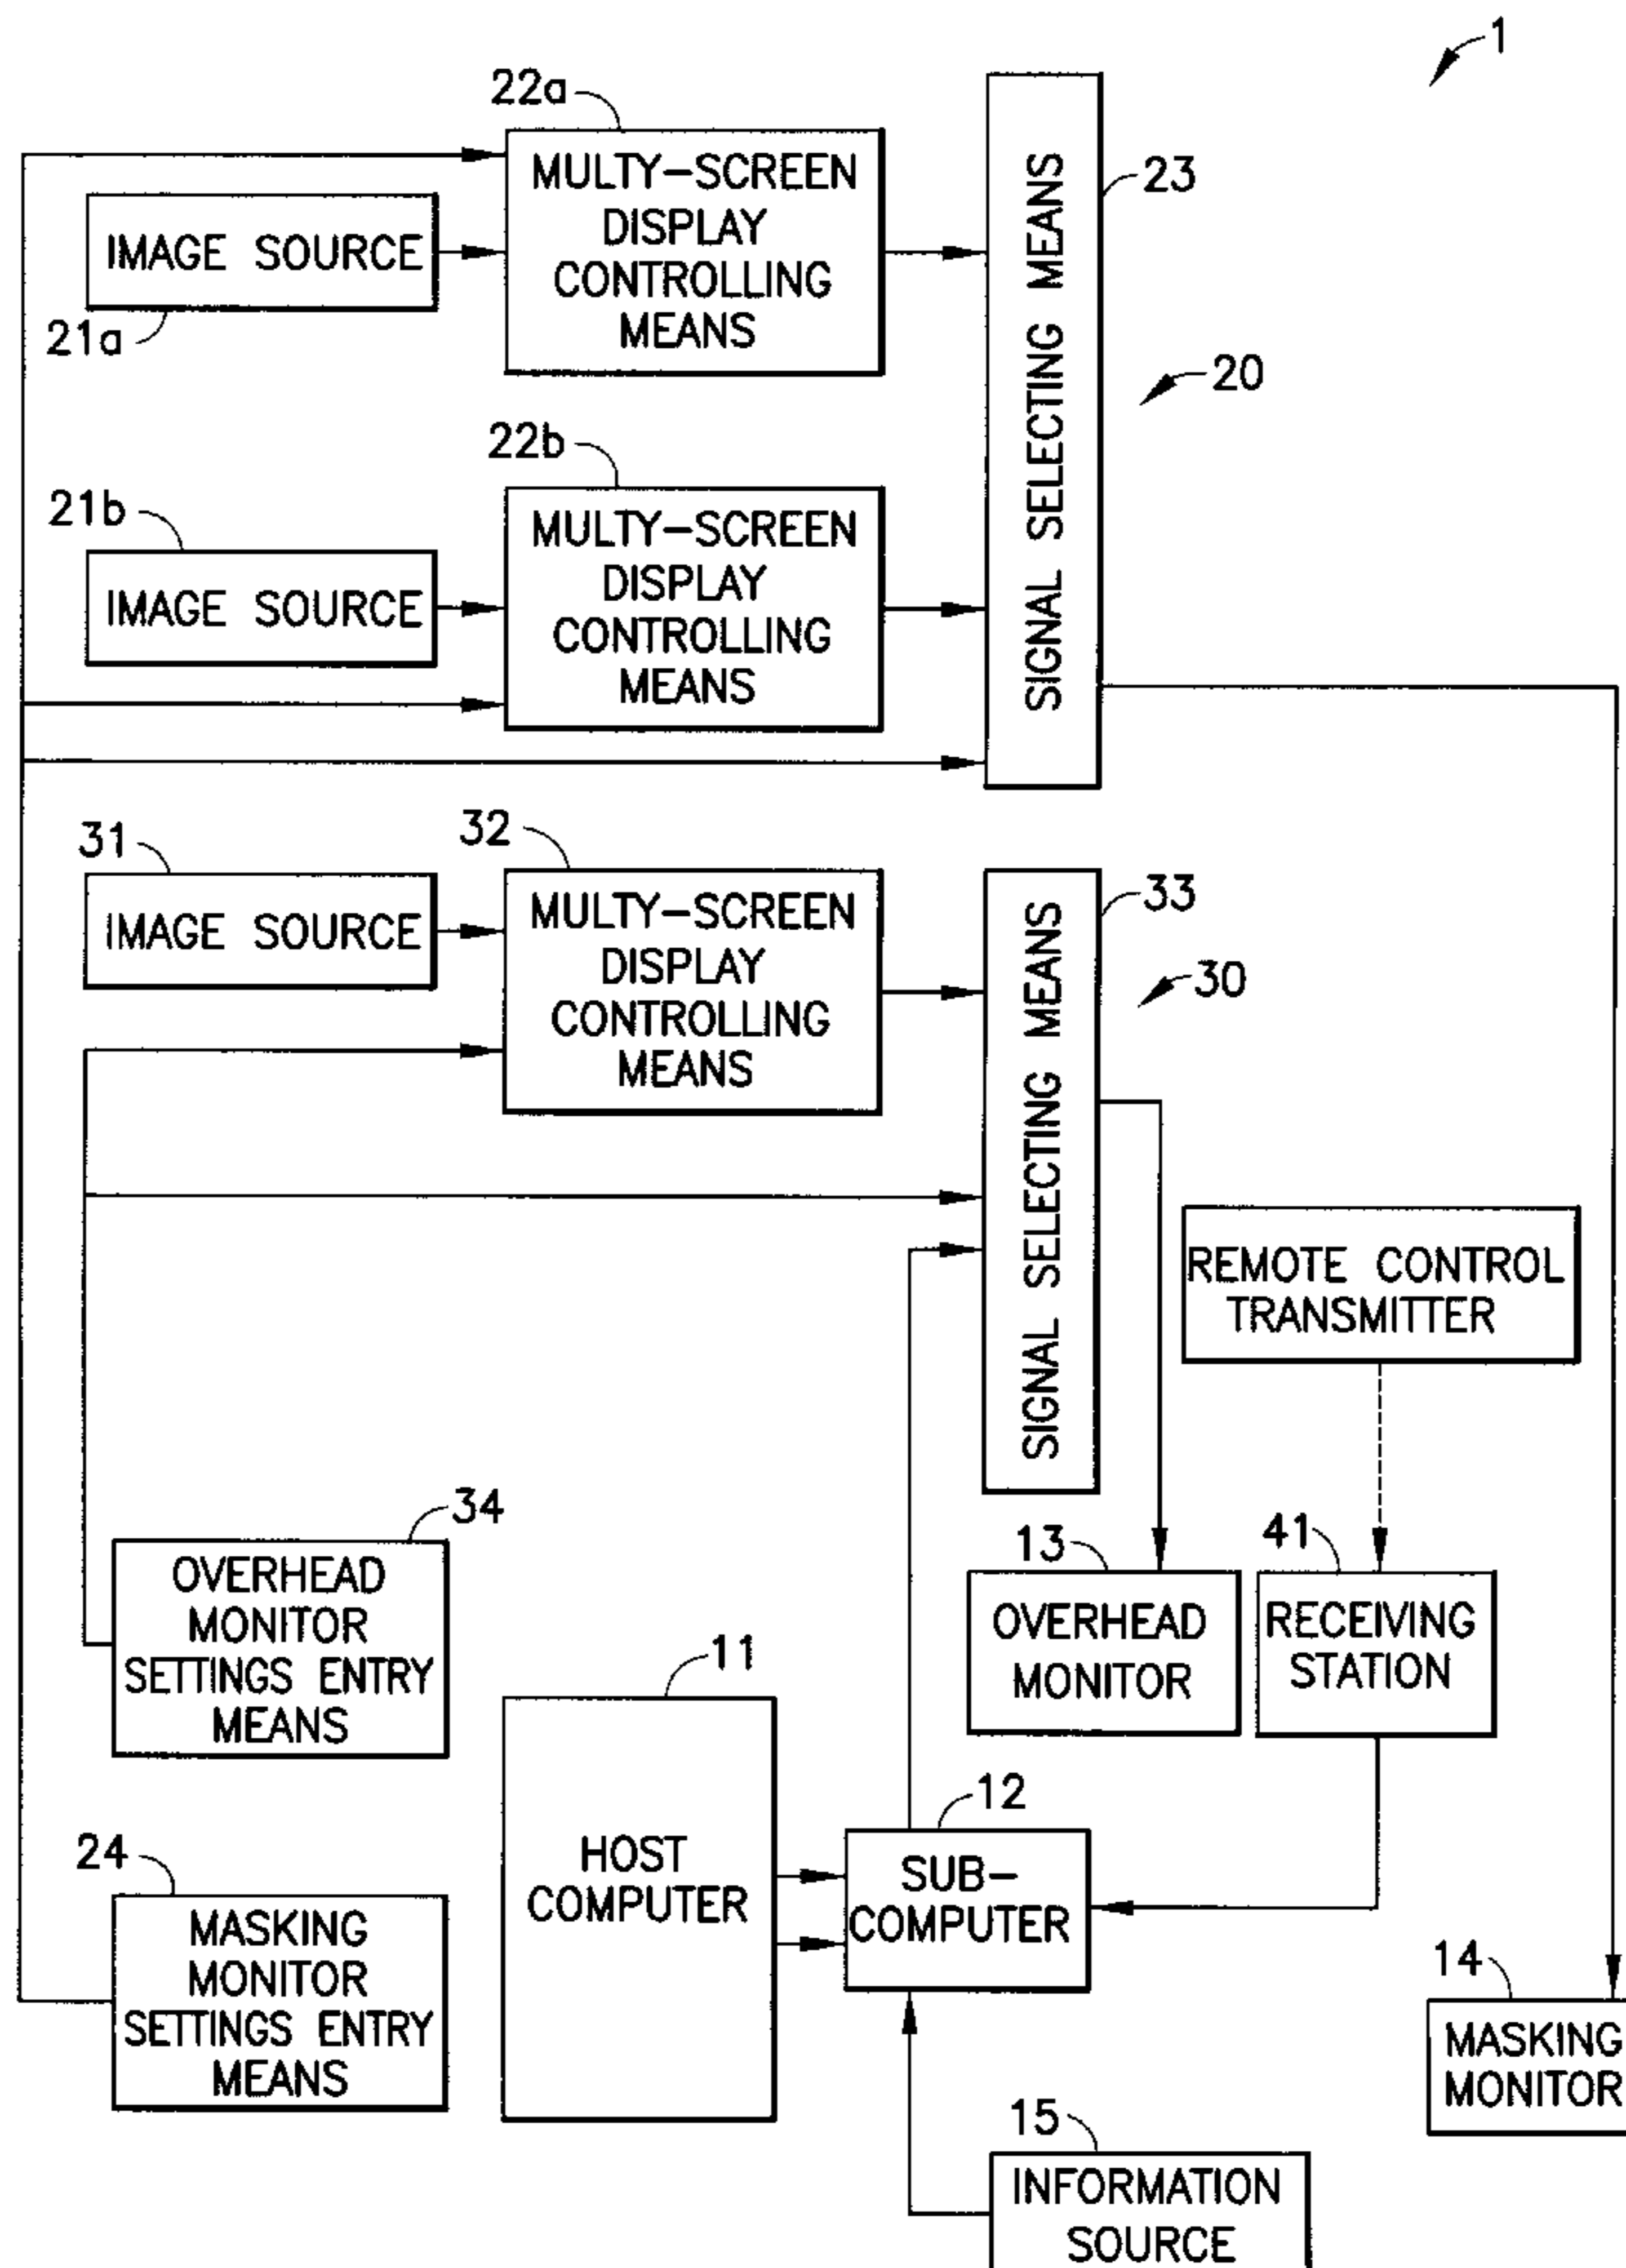 1
22a
MULTY-SCREEN
DISPLAY
CONTROLLING
MEANS
SIGNAL SELECTING MEANS
23
IMAGE SOURCE
21a
20
22b
21b
MULTY-SCREEN
DISPLAY
CONTROLLING
MEANS
IMAGE SOURCE
31
32
IMAGE SOURCE
MULTY-SCREEN
DISPLAY
CONTROLLING
MEANS
SIGNAL SELECTING MEANS
33
30
REMOTE CONTROL
TRANSMITTER
34
OVERHEAD
MONITOR
SETTINGS ENTRY
MEANS
13
OVERHEAD
MONITOR
41
RECEIVING
STATION
11
HOST
COMPUTER
12
SUB-
COMPUTER
24
MASKING
MONITOR
SETTINGS ENTRY
MEANS
14
MASKING
MONITOR
15
INFORMATION
SOURCE